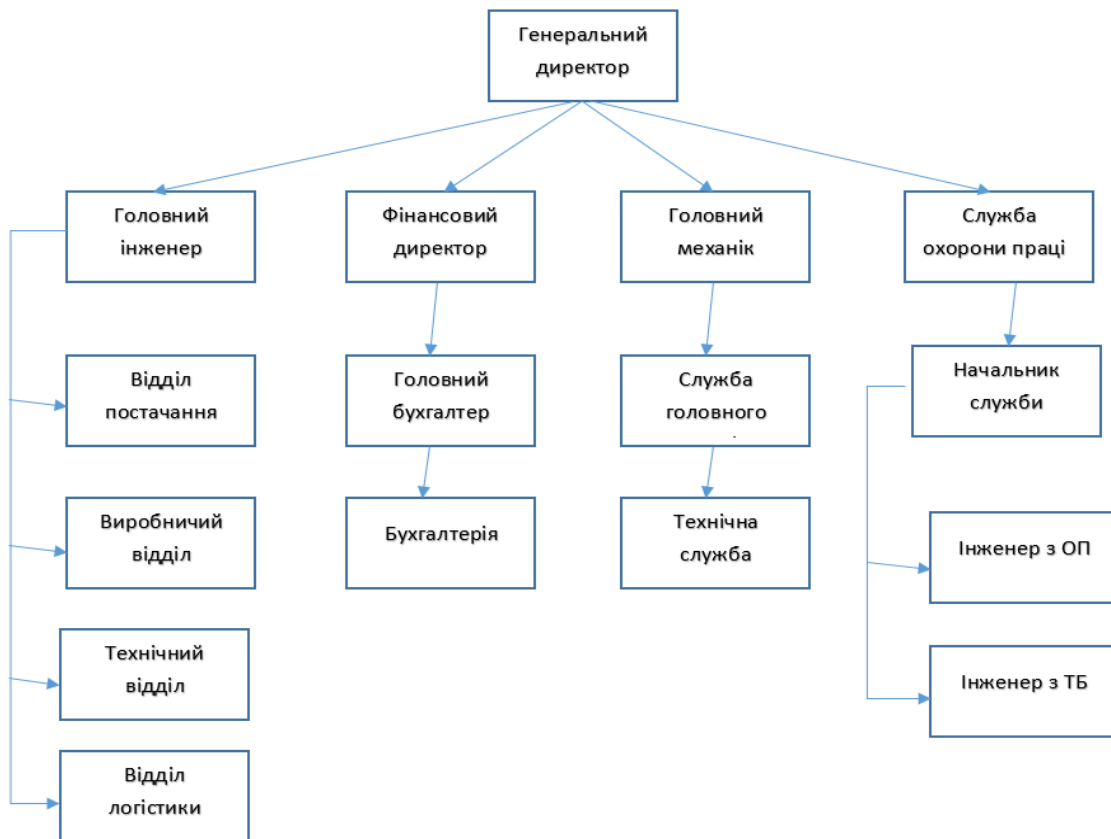 Генеральний
директор
Головний
інженер
Фінансовий
директор
Головний
механік
Служба
охорони праці
Відділ
постачання
Головний
бухгалтер
Служба
головного
Начальник
служби
Виробничий
відділ
Бухгалтерія
Технічна
служба
Інженер з ОП
Технічний
відділ
Інженер з ТБ
Відділ
логістики